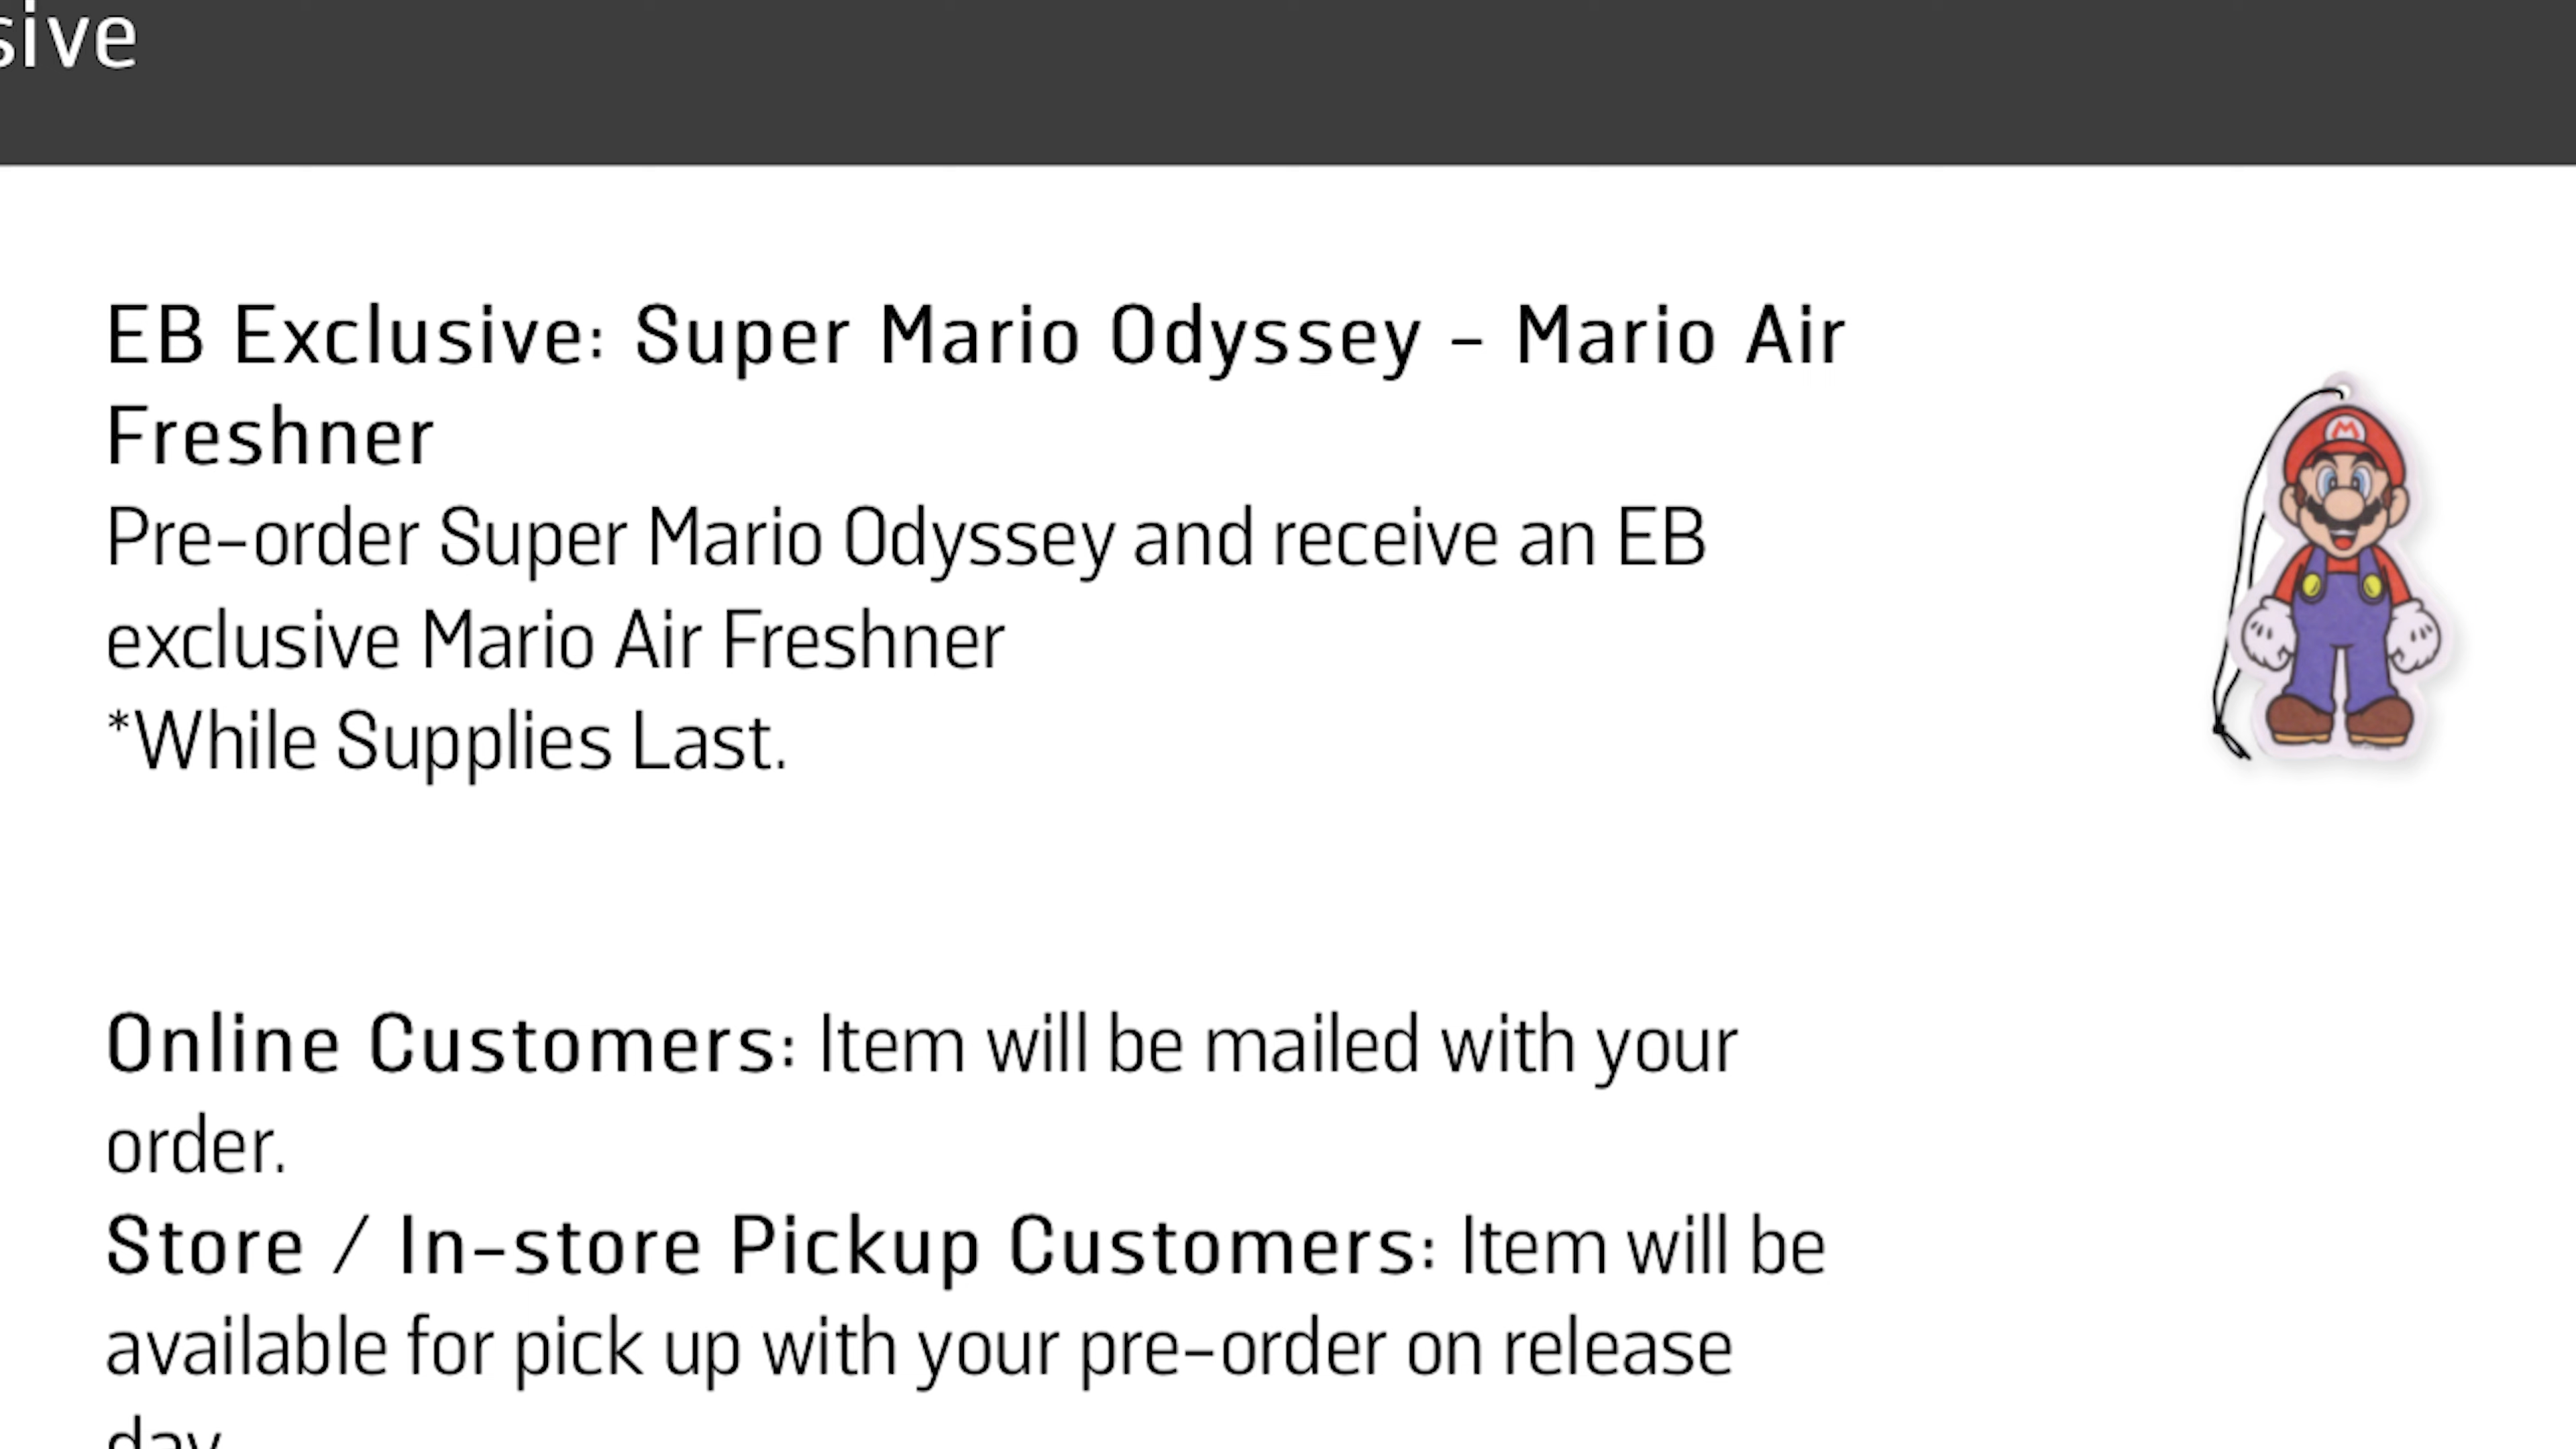 sive
EB Exclusive: Super Mario Odyssey - Mario Air
Freshner
Pre-order Super Mario Odyssey and receive an EB
exclusive Mario Air Freshner
*While Supplies Last.
M
Online Customers: Item will be mailed with your
order.
Store / In-store Pickup Customers: Item will be
available for pick up with your pre-order on release
day